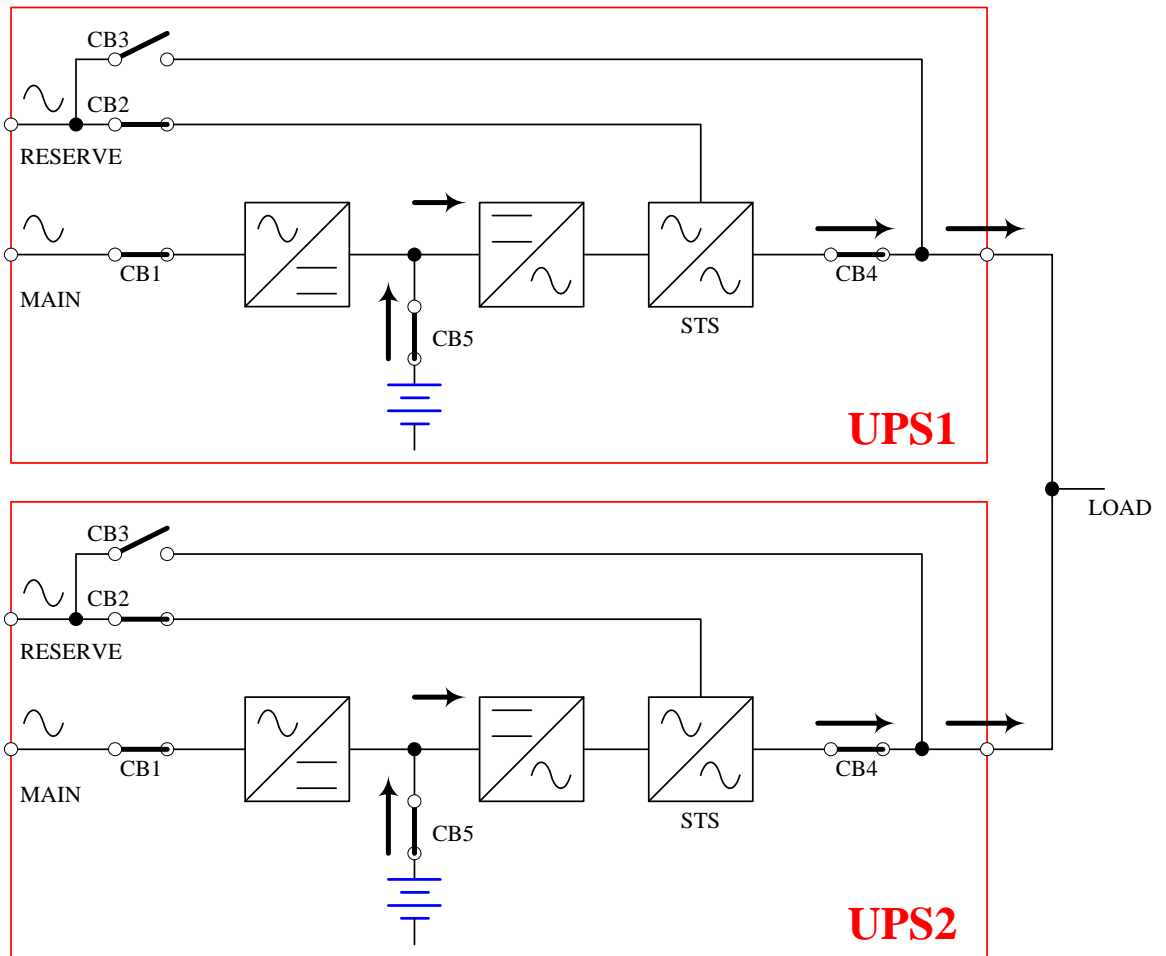 CB3
CB2
RESERVE
MAIN
CB1
CB5
STS
CB4
UPS1
LOAD
CB3
CB2
RESERVE
MAIN
CB1
CB5
STS
CB4
UPS2